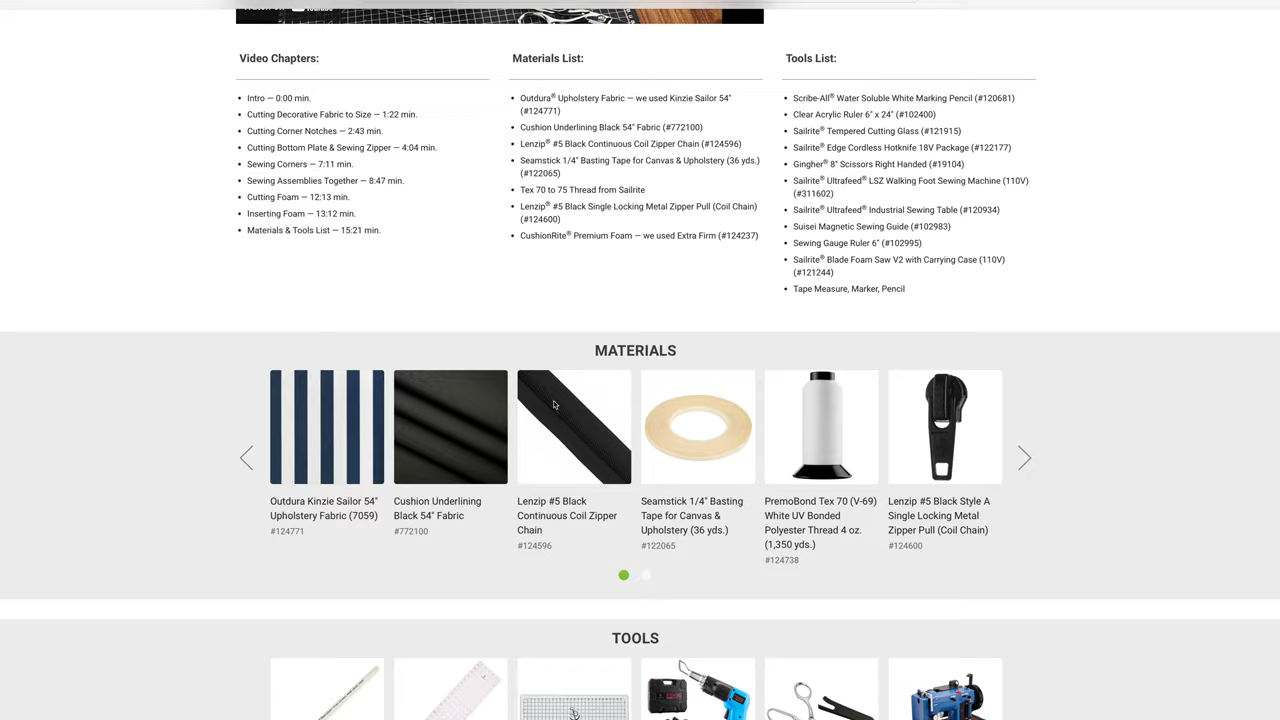 Video Chapters:
Intro — 0:00 min.
Cutting Decorative Fabric to Size — 1:22 min.
Cutting Corner Notches — 2:43 min.
Cutting Bottom Plate & Sewing Zipper — 4:04 min.
Sewing Corners — 7:11 min.
Sewing Assemblies Together — 8:47 min.
Cutting Foam — 12:13 min.
Inserting Foam — 13:12 min.
Materials & Tools List — 15:21 min.
Materials List:
Outdura® Upholstery Fabric — we used Kinzie Sailor 54"
(#124771)
Cushion Underlining Black 54" Fabric (#772100)
Lenzip® #5 Black Continuous Coil Zipper Chain (#124596)
Seamstick 1/4" Basting Tape for Canvas & Upholstery (36 yds.)
(#122065)
Tex 70 to 75 Thread from Sailrite
Lenzip® #5 Black Single Locking Metal Zipper Pull (Coil Chain)
(#124600)
CushionRite® Premium Foam — we used Extra Firm (#124237)
Tools List:
Scribe-All® Water Soluble White Marking Pencil (#120681)
Clear Acrylic Ruler 6" x 24" (#102400)
Sailrite® Tempered Cutting Glass (#121915)
Sailrite® Edge Cordless Hotknife 18V Package (#122177)
Gingher® 8" Scissors Right Handed (#19104)
Sailrite® Ultrafeed® LSZ Walking Foot Sewing Machine (110V)
(#311602)
Sailrite® Ultrafeed® Industrial Sewing Table (#120934)
Suisei Magnetic Sewing Guide (#102983)
Sewing Gauge Ruler 6" (#102995)
Sailrite® Blade Foam Saw V2 with Carrying Case (110V)
(#121244)
Tape Measure, Marker, Pencil
MATERIALS
Outdura Kinzie Sailor 54"
Upholstery Fabric (7059)
#124771
Cushion Underlining
Black 54" Fabric
#772100
Lenzip #5 Black
Continuous Coil Zipper
Chain
#124596
Seamstick 1/4" Basting
Tape for Canvas &
Upholstery (36 yds.)
#122065
PremoBond Tex 70 (V-69)
White UV Bonded
Polyester Thread 4 oz.
(1,350 yds.)
#124738
Lenzip #5 Black Style A
Single Locking Metal
Zipper Pull (Coil Chain)
#124600
TOOLS